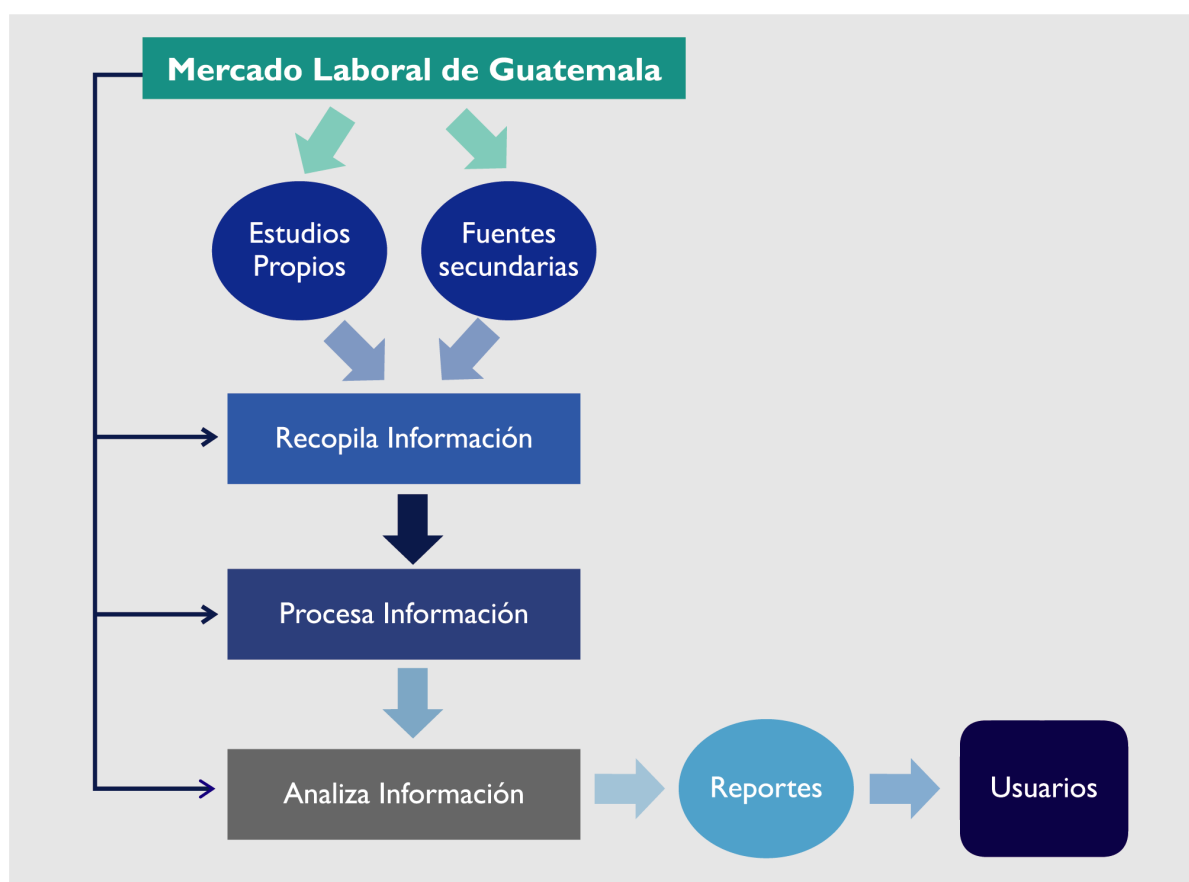 Mercado Laboral de Guatemala
Estudios
Propios
Fuentes
secundarias
Recopila Información
Procesa Información
Analiza Información
Reportes
Usuarios